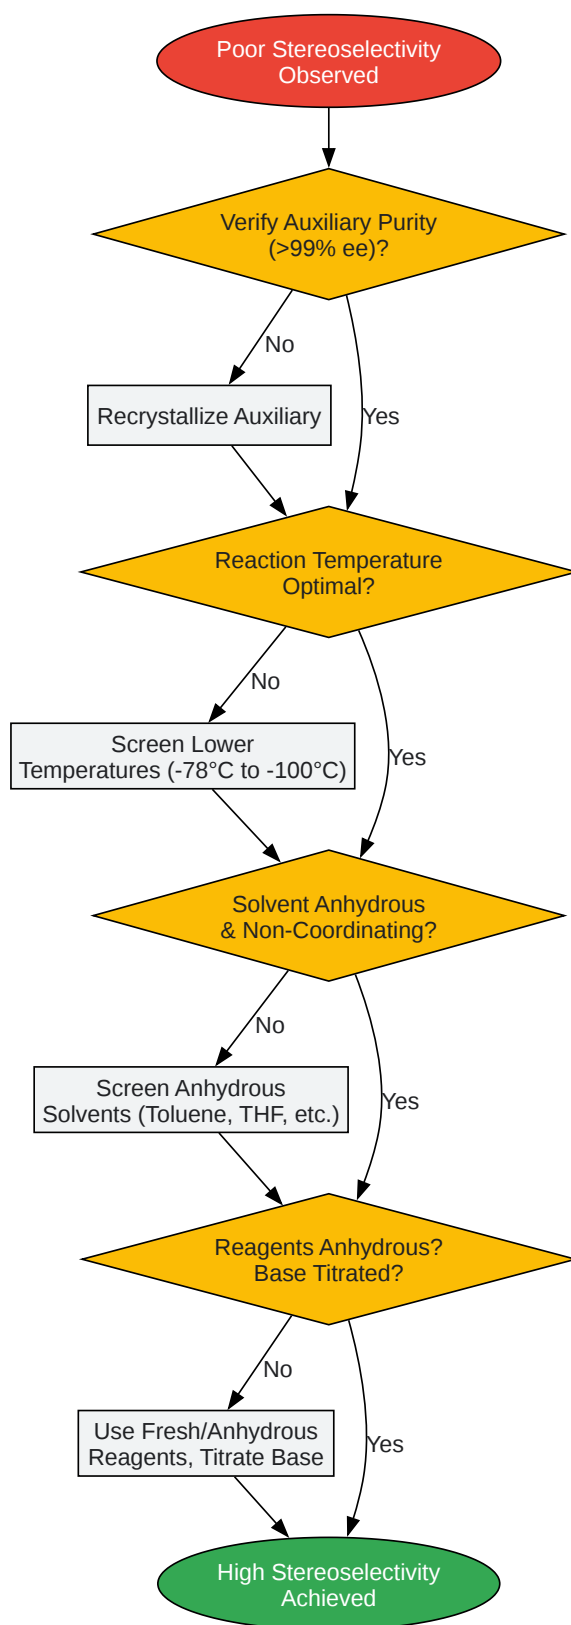 Poor Stereoselectivity
Observed
Verify Auxiliary Purity
(>99% ee)?
No
Recrystallize Auxiliary
Yes
Reaction Temperature
Optimal?
No
Screen Lower
Temperatures (-78°C to -100°C)
Yes
Solvent Anhydrous
& Non-Coordinating?
No
Screen Anhydrous
Solvents (Toluene, THF, etc.)
Yes
Reagents Anhydrous?
Base Titrated?
No
Use Fresh/Anhydrous
Reagents, Titrate Base
Yes
High Stereoselectivity
Achieved